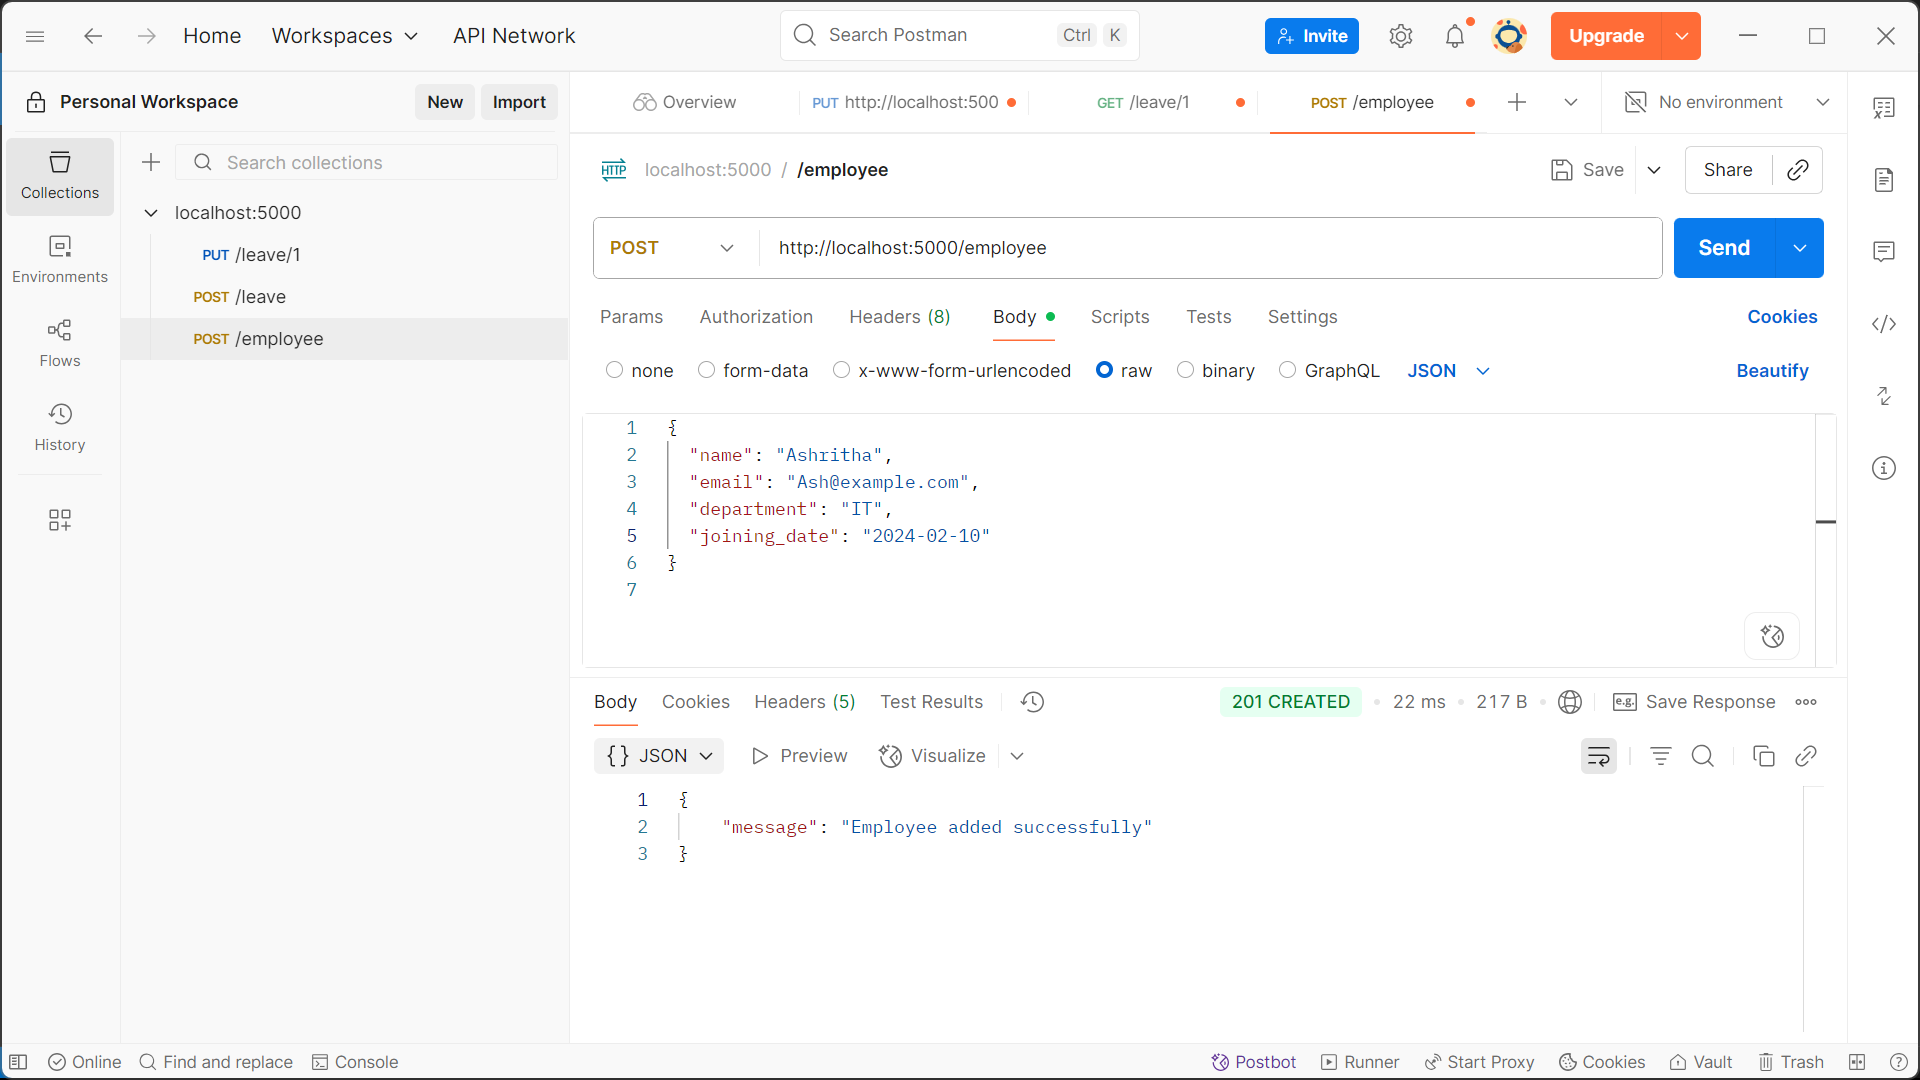 Home Workspaces API Network Search Postman Ctrl K Invite Upgrade
Personal Workspace New Import
Overview PUT http://localhost:500 GET /leave/1 POST /employee No environment
Collections
Environments
Flows
History
Search collections
localhost:5000
PUT /leave/1
POST /leave
POST /employee
HTTP localhost:5000 / /employee Save Share
POST http://localhost:5000/employee Send
Params Authorization Headers (8) Body Scripts Tests Settings Cookies
none form-data x-www-form-urlencoded raw binary GraphQL JSON Beautify
1 {
2 "name": "Ashritha",
3 "email": "Ash@example.com",
4 "department": "IT",
5 "joining_date": "2024-02-10"
6 }
7
Body Cookies Headers (5) Test Results 201 CREATED • 22 ms • 217 B • e.g. Save Response
{} JSON Preview Visualize
1 {
2 "message": "Employee added successfully"
3 }
Online Find and replace Console Postbot Runner Start Proxy Cookies Vault Trash